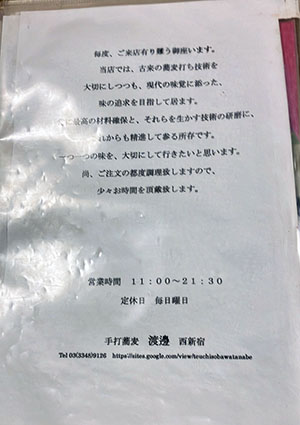 毎度、ご来店有り難う御座います。
当店では、古来の蕎麦打ち技術を
大切にしつつも、現代の味覚に給った、
味の追求を目指して居ます。
に最高の材料確保と、それらを生かす技術の研磨に、
れからも精進して参る所存です。
一つ一つの味を、大切にして行きたいと思います。
尚、ご注文の都度調理致しますので、
少々お時間を頂戴致します。
営業時間 11:00～21:30
定休日 毎日曜日
手打蕎麦 渡邊 西新宿
Tel 03(3348)9126 https://sites.google.com/view/teuchisobawatanabe